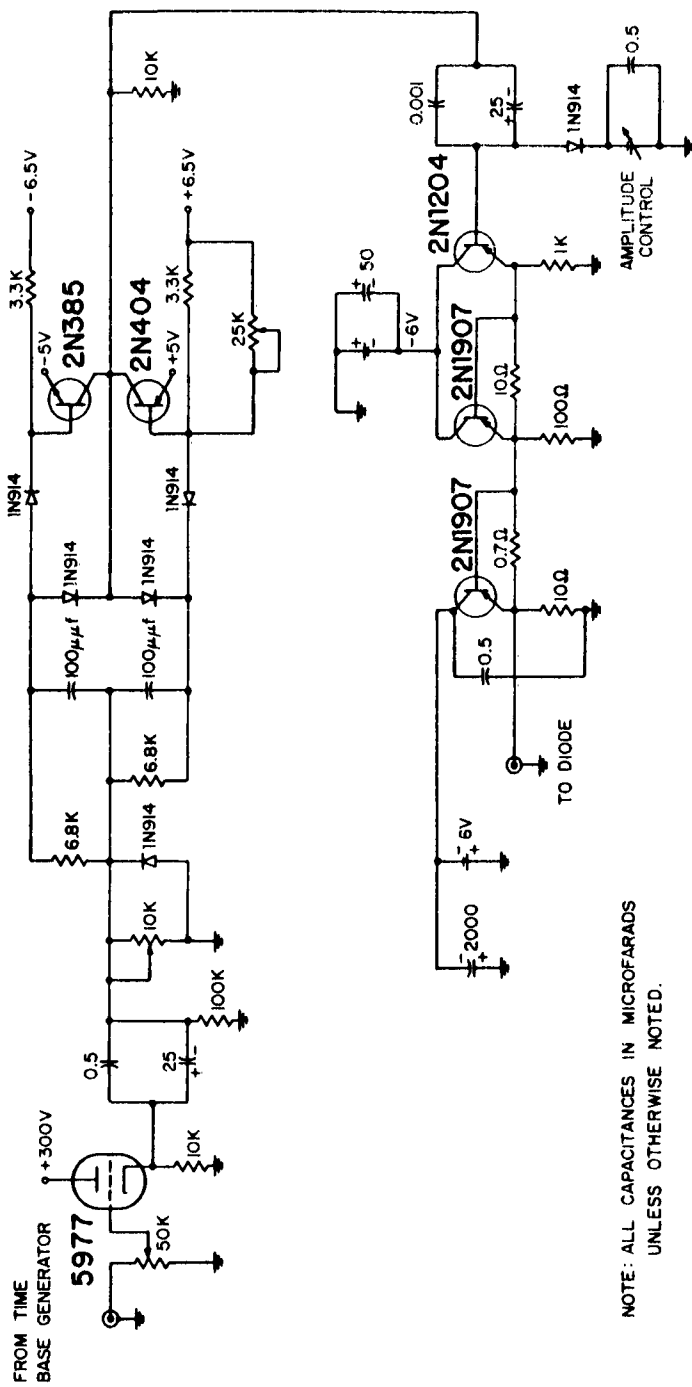 FROM TIME
BASE GENERATOR
5977
+300V
50K
10K
0.5
25
+ -
100K
10K
1N914
6.8K
6.8K
100μμf
100μμf
1N914
1N914
1N914
1N914
-5V
2N385
2N404
+5V
3.3K
-6.5V
3.3K
+6.5V
25K
10K
-
2000
+
-
6V
+
TO DIODE
0.5
2N1907
0.7Ω
10Ω
2N1907
10Ω
100Ω
+
-
+
-
50
-6V
2N1204
1K
0.001
25
+ -
1N914
0.5
AMPLITUDE
CONTROL
NOTE: ALL CAPACITANCES IN MICROFARADS
UNLESS OTHERWISE NOTED.